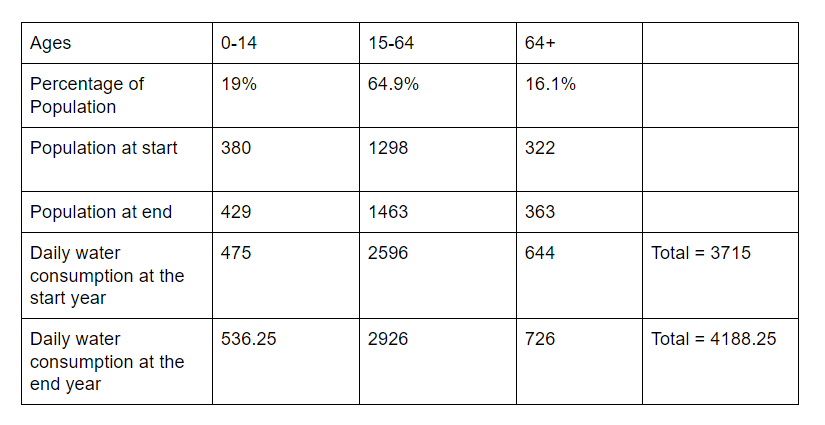 Ages 0-14 15-64 64+
Percentage of 19% 64.9% 16.1%
Population
Population at start 380 1298 322
Population at end 429 1463 363
Daily water 475 2596 644 Total = 3715
consumption at the
start year
Daily water 536.25 2926 726 Total = 4188.25
consumption at the
end year